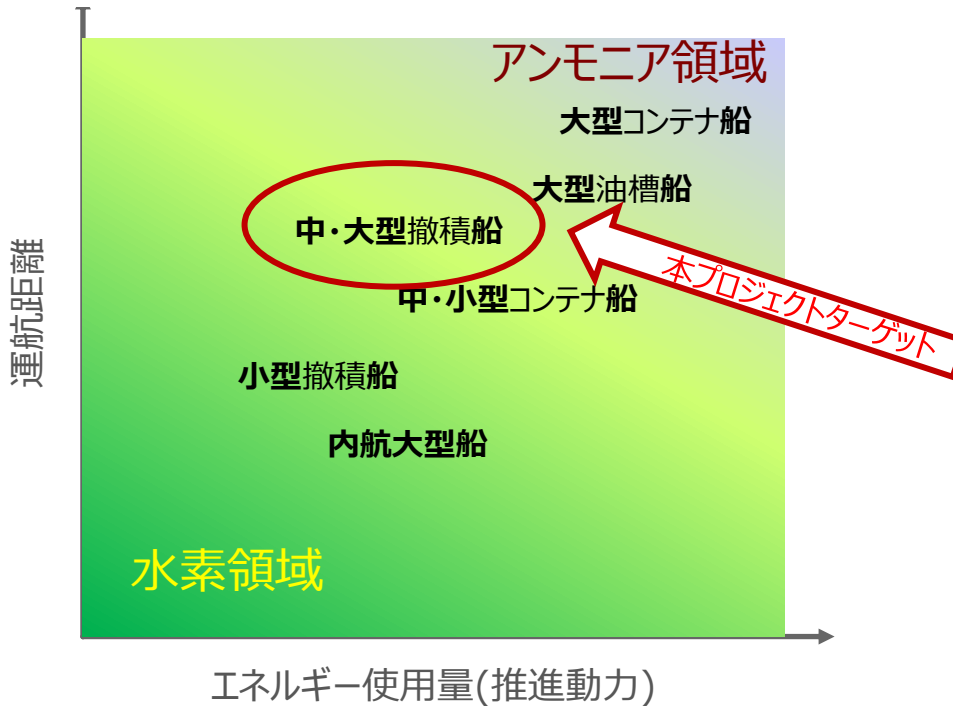 アンモニア領域
大型コンテナ船
大型油槽船
中・大型撤積船
本プロジェクトターゲット
中・小型コンテナ船
運航距離
小型撤積船
内航大型船
水素領域
エネルギー使用量(推進動力)